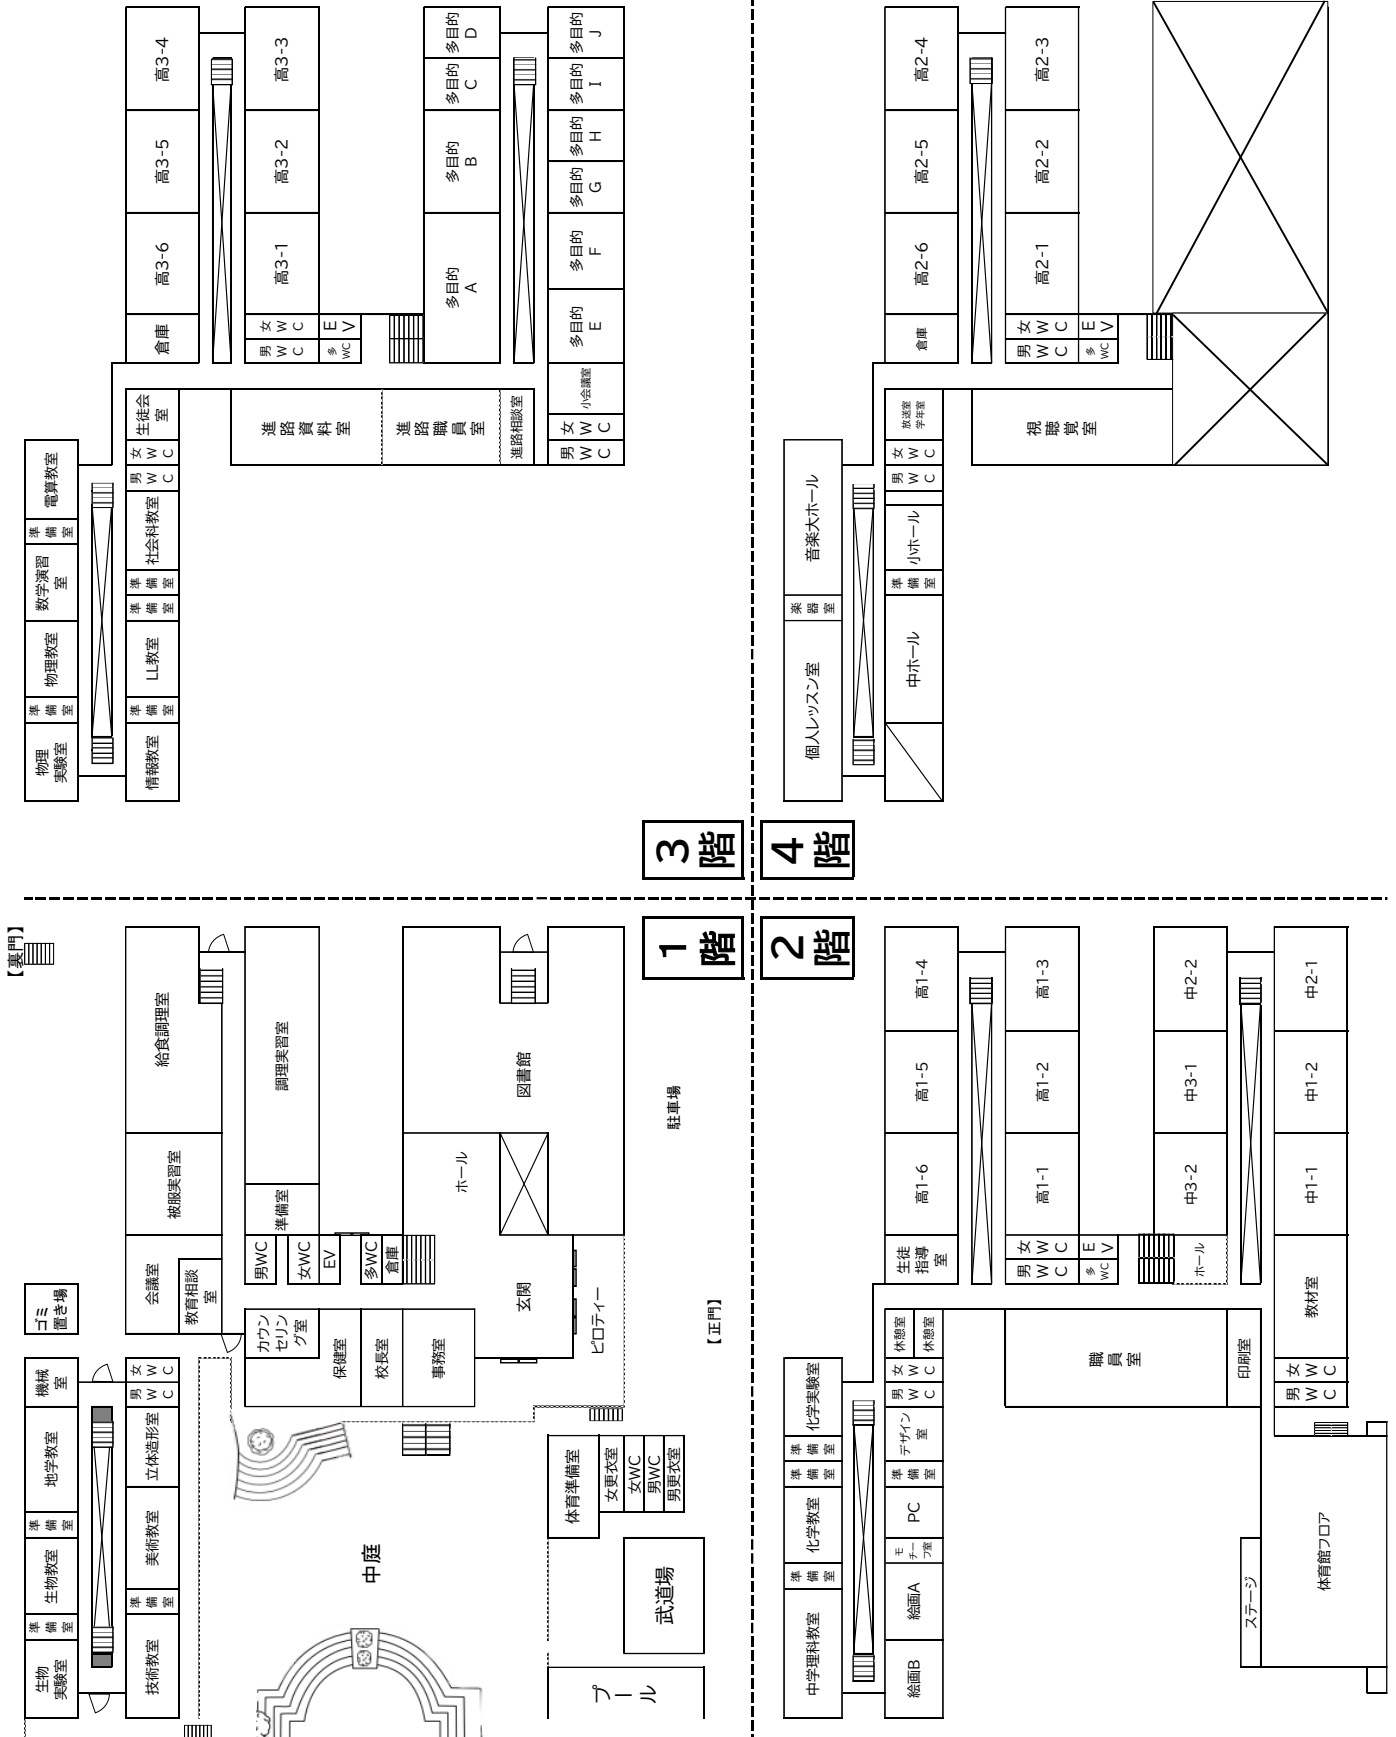 3
階
高3-4
高3-5
高3-6
倉庫
高3-3
高3-2
高3-1
女WC
男WC
EV
多WC
多目的
D
多目的
C
多目的
B
多目的
A
多目的
J
多目的
I
多目的
H
多目的
G
多目的
F
多目的
E
小会議室
女WC
男WC
生徒会
室
進路資料室
進路職員室
進路相談室
電算教室
準備室
数学演習
室
物理教室
準備室
物理
実験室
女WC
男WC
社会科教室
準備室
準備室
LL教室
準備室
情報教室
4
階
高2-4
高2-5
高2-6
倉庫
高2-3
高2-2
高2-1
女WC
男WC
EV
多WC
放送室
学年室
視聴覚室
女WC
男WC
音楽大ホール
楽器室
個人レッスン室
小ホール
準備室
中ホール
1
階
【裏門】
給食調理室
被服実習室
会議室
教育相談
室
調理実習室
準備室
男WC
女WC
EV
多WC
倉庫
図書館
ホール
玄関
ピロティー
駐車場
【正門】
ゴミ
置き場
カウン
セリン
グ室
保健室
校長室
事務室
機械
室
地学教室
準備室
生物教室
準備室
生物
実験室
女WC
男WC
立体造形室
美術教室
準備室
技術教室
中庭
体育準備室
女更衣室
女WC
男WC
男更衣室
武道場
プール
2
階
高1-4
高1-5
高1-6
生徒
指導
室
高1-3
高1-2
高1-1
女WC
男WC
EV
多WC
中2-2
中3-1
中3-2
ホール
中2-1
中1-2
中1-1
教材室
女WC
男WC
休憩室
休憩室
職員室
印刷室
女WC
男WC
化学実験室
準備室
準備室
化学教室
準備室
中学理科教室
デザイン
室
準備室
PC
モチーフ室
絵画A
絵画B
ステージ
体育館フロア